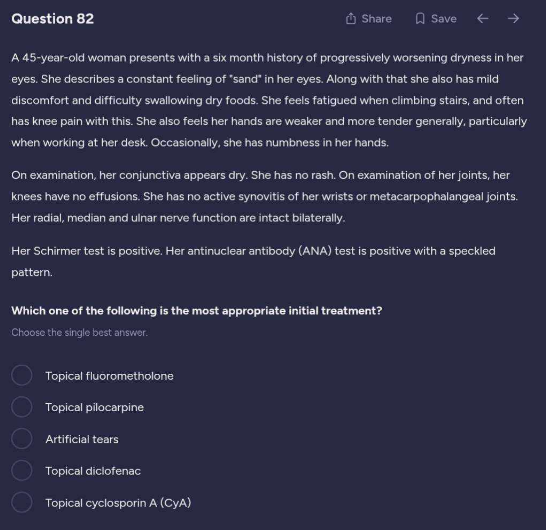 Question 82
Share
Save
A 45-year-old woman presents with a six month history of progressively worsening dryness in her
eyes. She describes a constant feeling of "sand" in her eyes. Along with that she also has mild
discomfort and difficulty swallowing dry foods. She feels fatigued when climbing stairs, and often
has knee pain with this. She also feels her hands are weaker and more tender generally, particularly
when working at her desk. Occasionally, she has numbness in her hands.
On examination, her conjunctiva appears dry. She has no rash. On examination of her joints, her
knees have no effusions. She has no active synovitis of her wrists or metacarpophalangeal joints.
Her radial, median and ulnar nerve function are intact bilaterally.
Her Schirmer test is positive. Her antinuclear antibody (ANA) test is positive with a speckled
pattern.
Which one of the following is the most appropriate initial treatment?
Choose the single best answer.
Topical fluorometholone
Topical pilocarpine
Artificial tears
Topical diclofenac
Topical cyclosporin A (CyA)